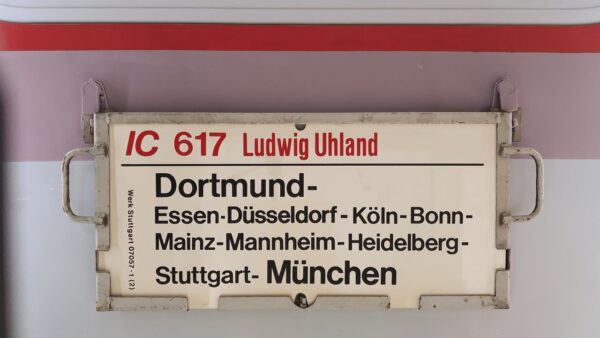 IC 617 Ludwig Uhland
Dortmund-
Essen-Düsseldorf-Köln-Bonn-
Mainz-Mannheim-Heidelberg-
Stuttgart-München
Werk Stuttgart 07057-1 (2)